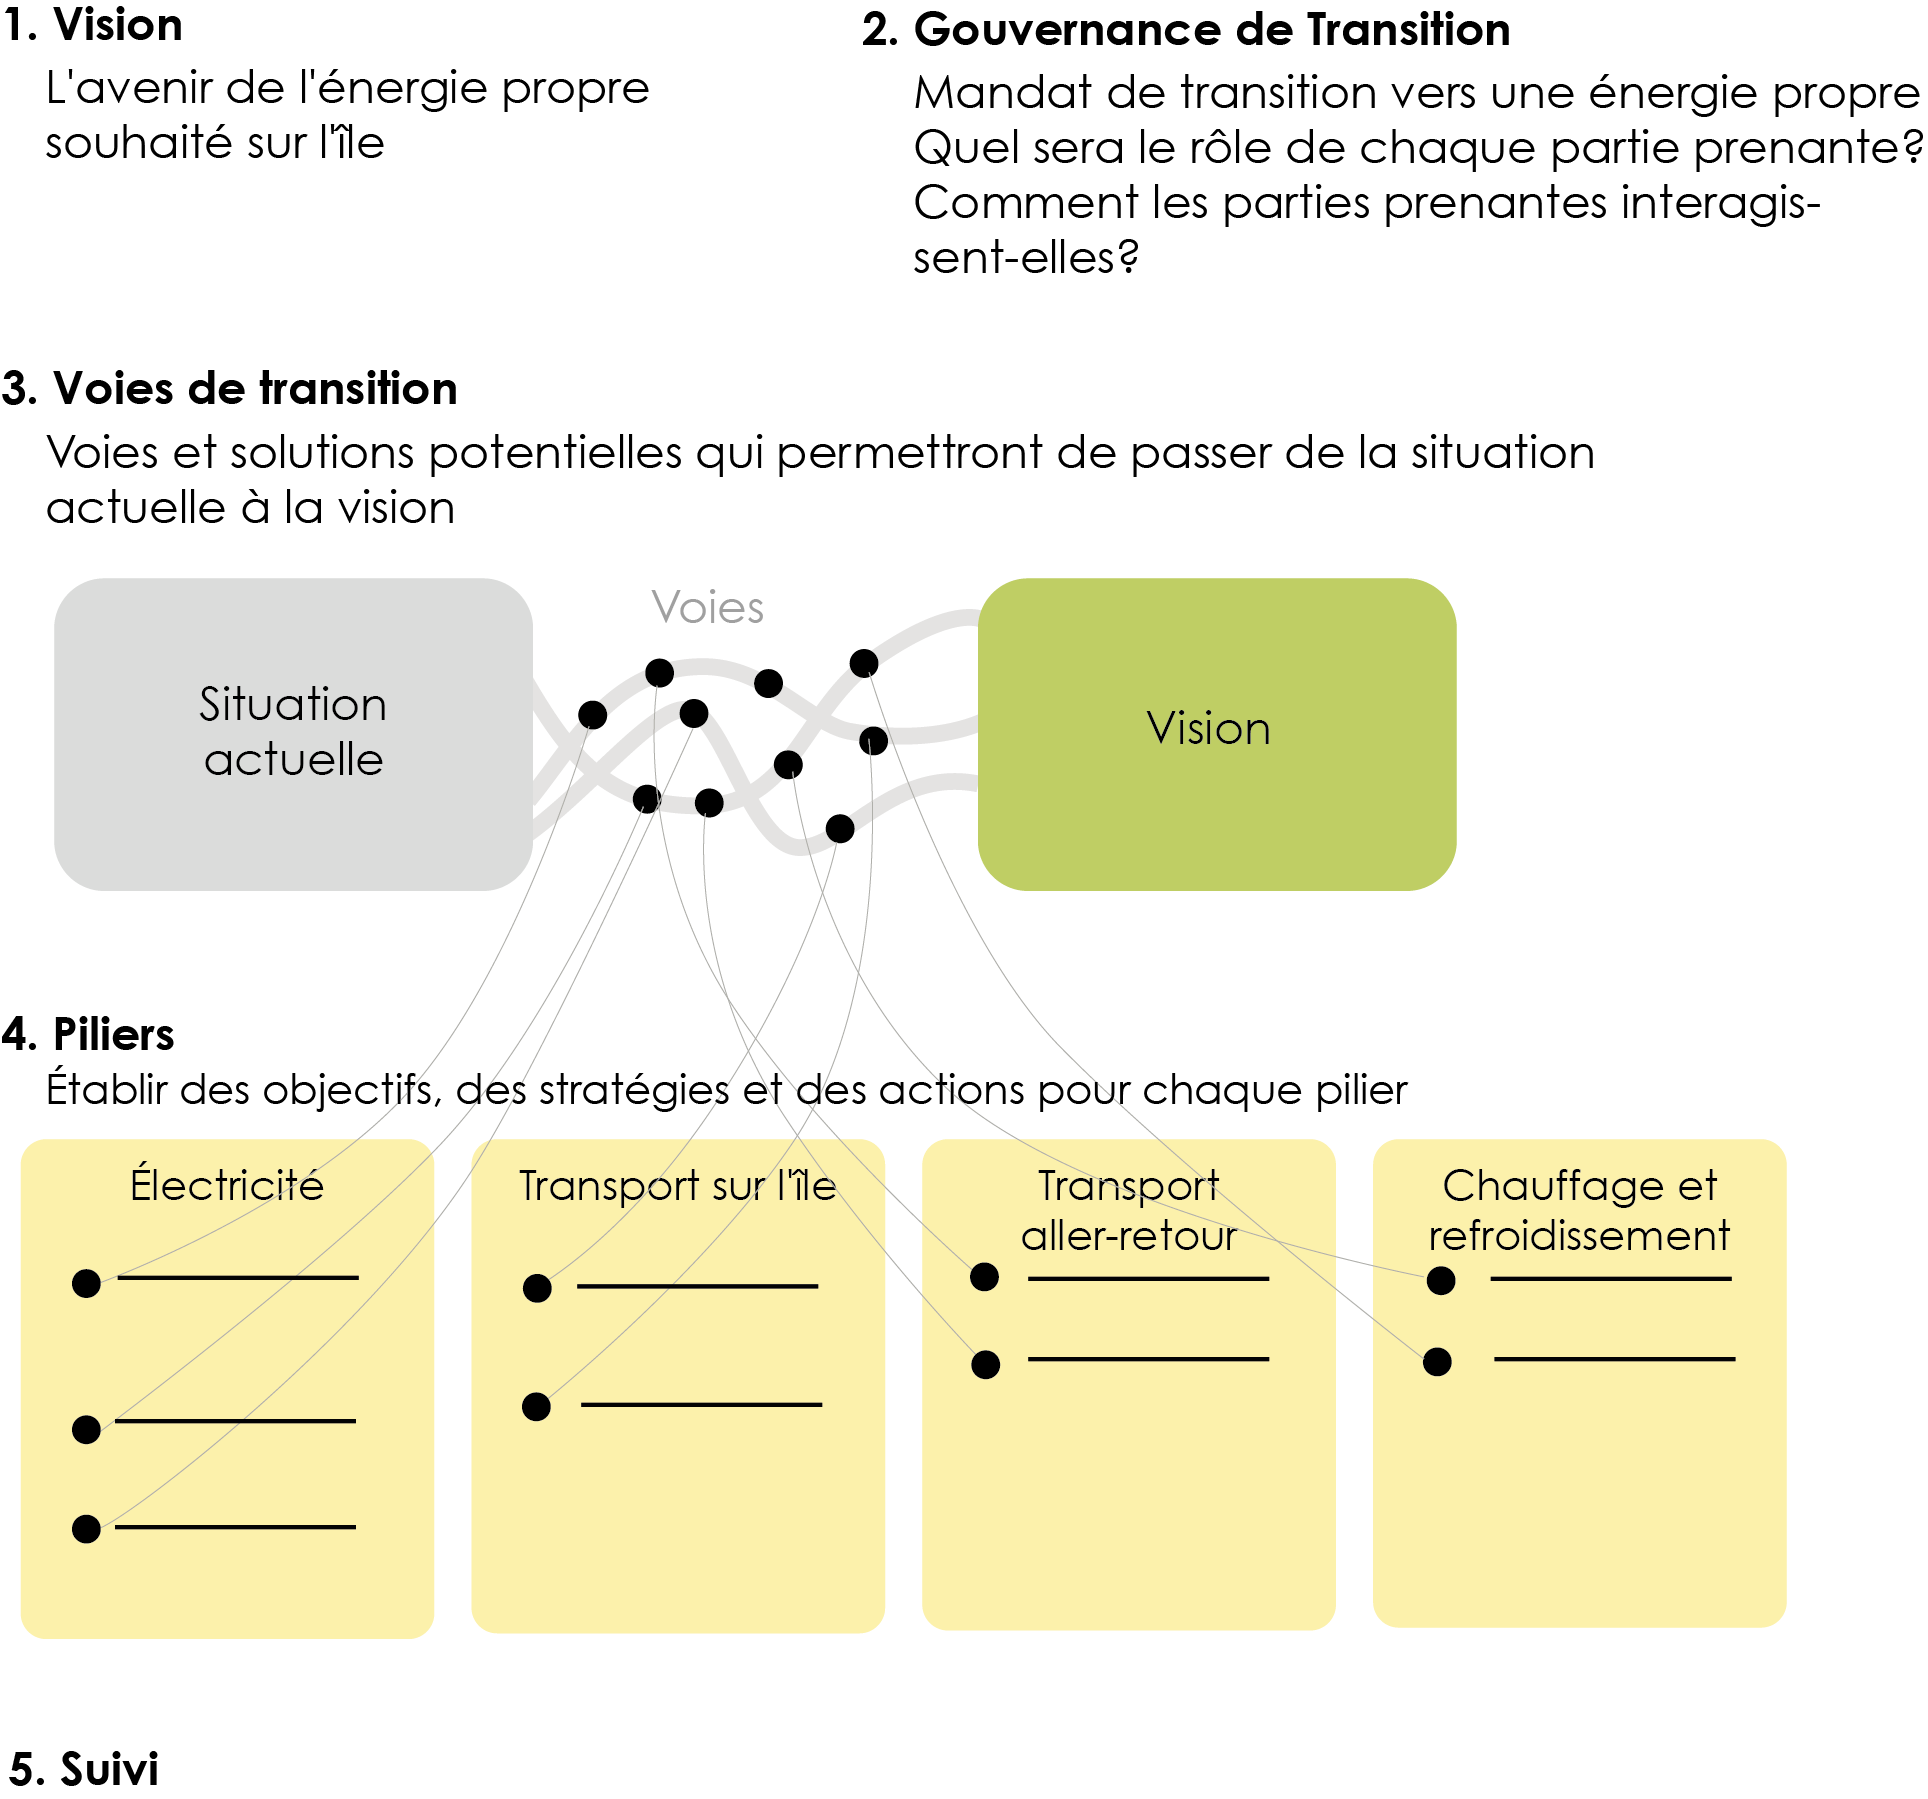 1. Vision
L'avenir de l'énergie propre
souhaité sur l'île
2. Gouvernance de Transition
Mandat de transition vers une énergie propre
Quel sera le rôle de chaque partie prenante?
Comment les parties prenantes interagis-
sent-elles?
3. Voies de transition
Voies et solutions potentielles qui permettront de passer de la situation
actuelle à la vision
Voies
Situation
actuelle
Vision
4. Piliers
Établir des objectifs, des stratégies et des actions pour chaque pilier
Électricité
Transport sur l'île
Transport
aller-retour
Chauffage et
refroidissement
5. Suivi